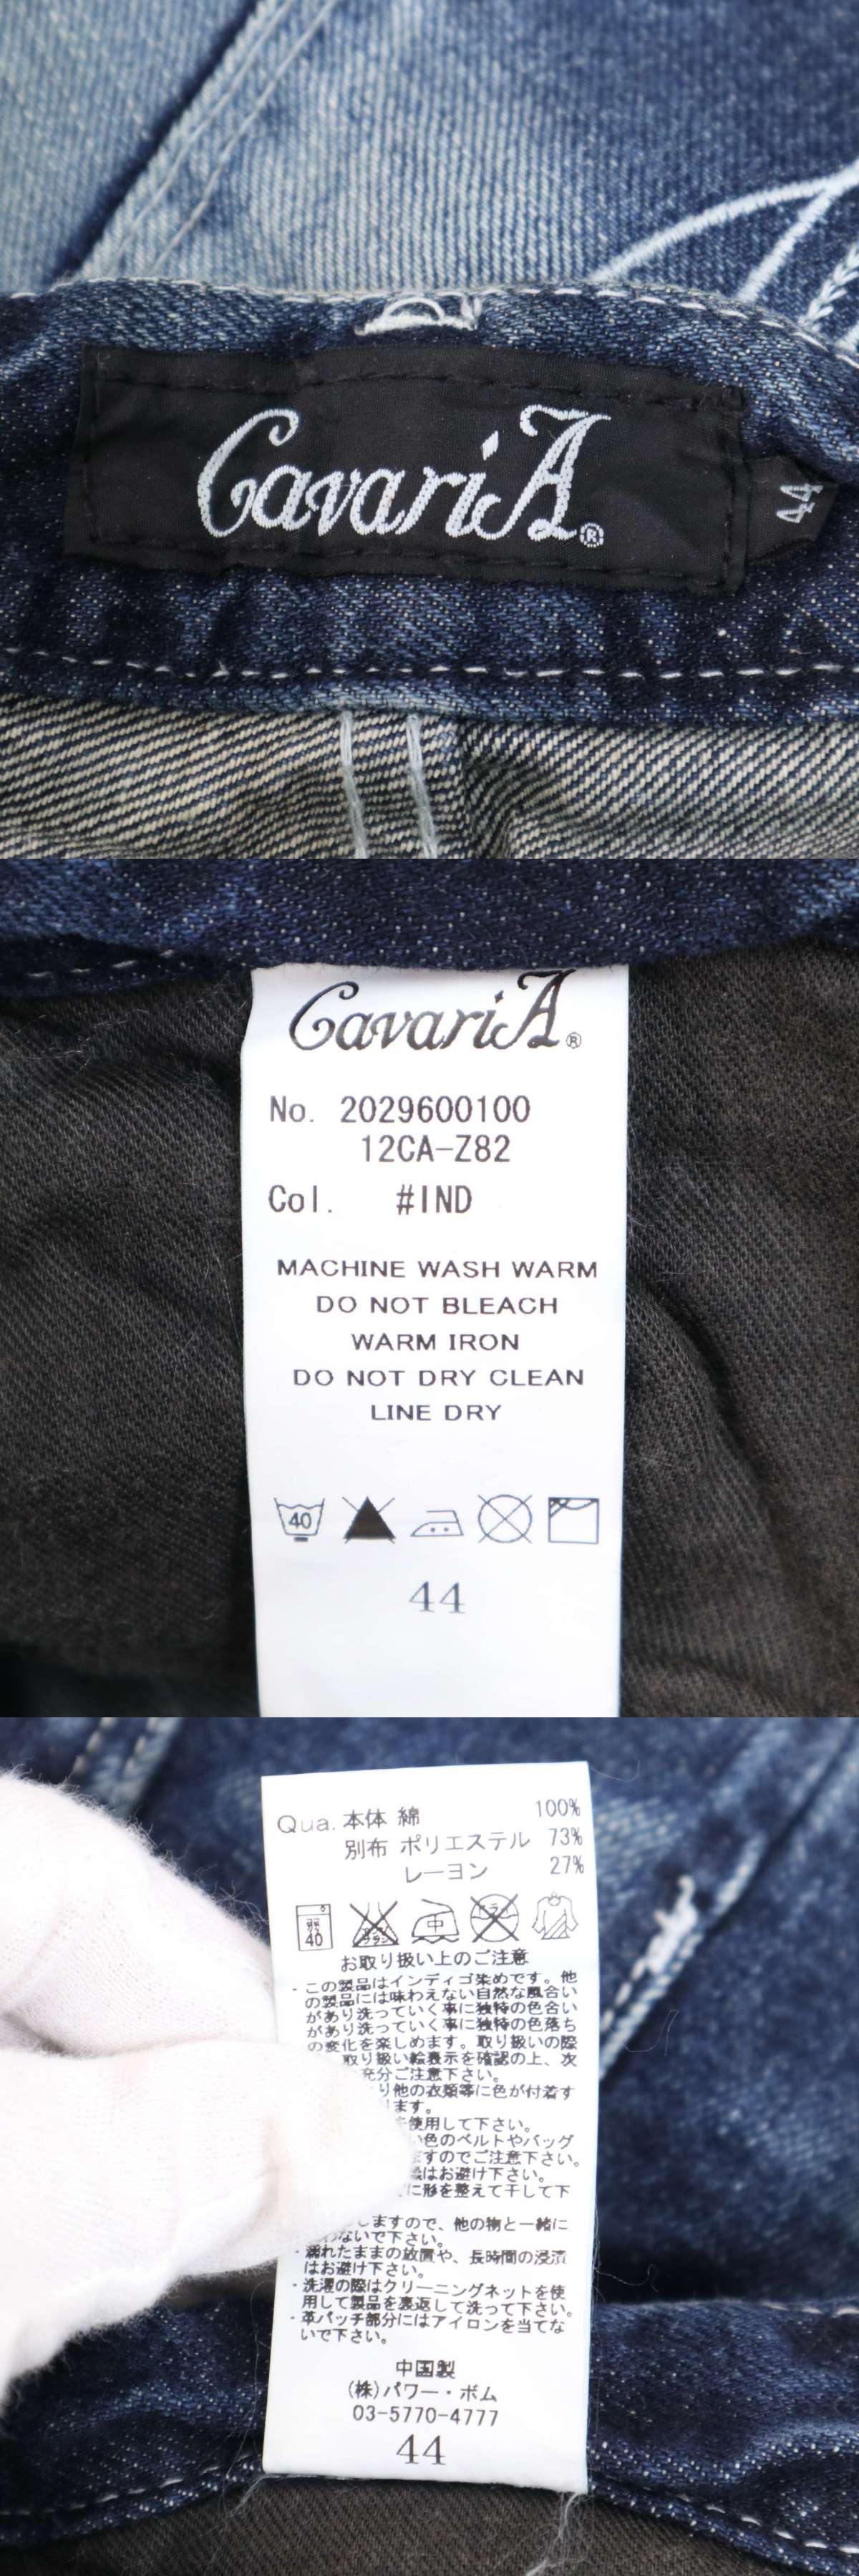 CavariA®
44
CavariA®
No. 2029600100
12CA-Z82
Col. #IND
MACHINE WASH WARM
DO NOT BLEACH
WARM IRON
DO NOT DRY CLEAN
LINE DRY
40
44
Qua. 本体 綿 100%
別布 ポリエステル 73%
レーヨン 27%
40 中
お取り扱い上のご注意
・この製品はインディゴ染めです。他
の製品には味わえない自然な風合い
があり洗っていく事に独特の色合い
があり洗っていく事に独特の色落ち
の変化を楽しめます。取り扱いの際
取り扱い絵表示を確認の上、次
充分ご注意下さい。
り他の衣類等に色が付着す
ます。
使用して下さい。
い色のベルトやバッグ
ますのでご注意下さい。
はお避け下さい。
に形を整えて干して下
しますので、他の物と一緒に
わないで下さい。
・濡れたままの放置や、長時間の浸漬
はお避け下さい。
・洗濯の際はクリーニングネットを使
用して製品を裏返して洗って下さい。
・革パッチ部分にはアイロンを当てな
いで下さい。
中国製
(株)パワー・ボム
03-5770-4777
44